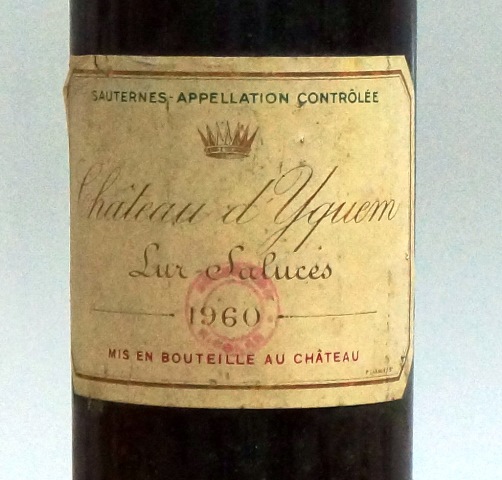 SAUTERNES-APPELLATION CONTRÔLÉE
Château d'Yquem
Lur-Saluces
1960
MIS EN BOUTEILLE AU CHÂTEAU